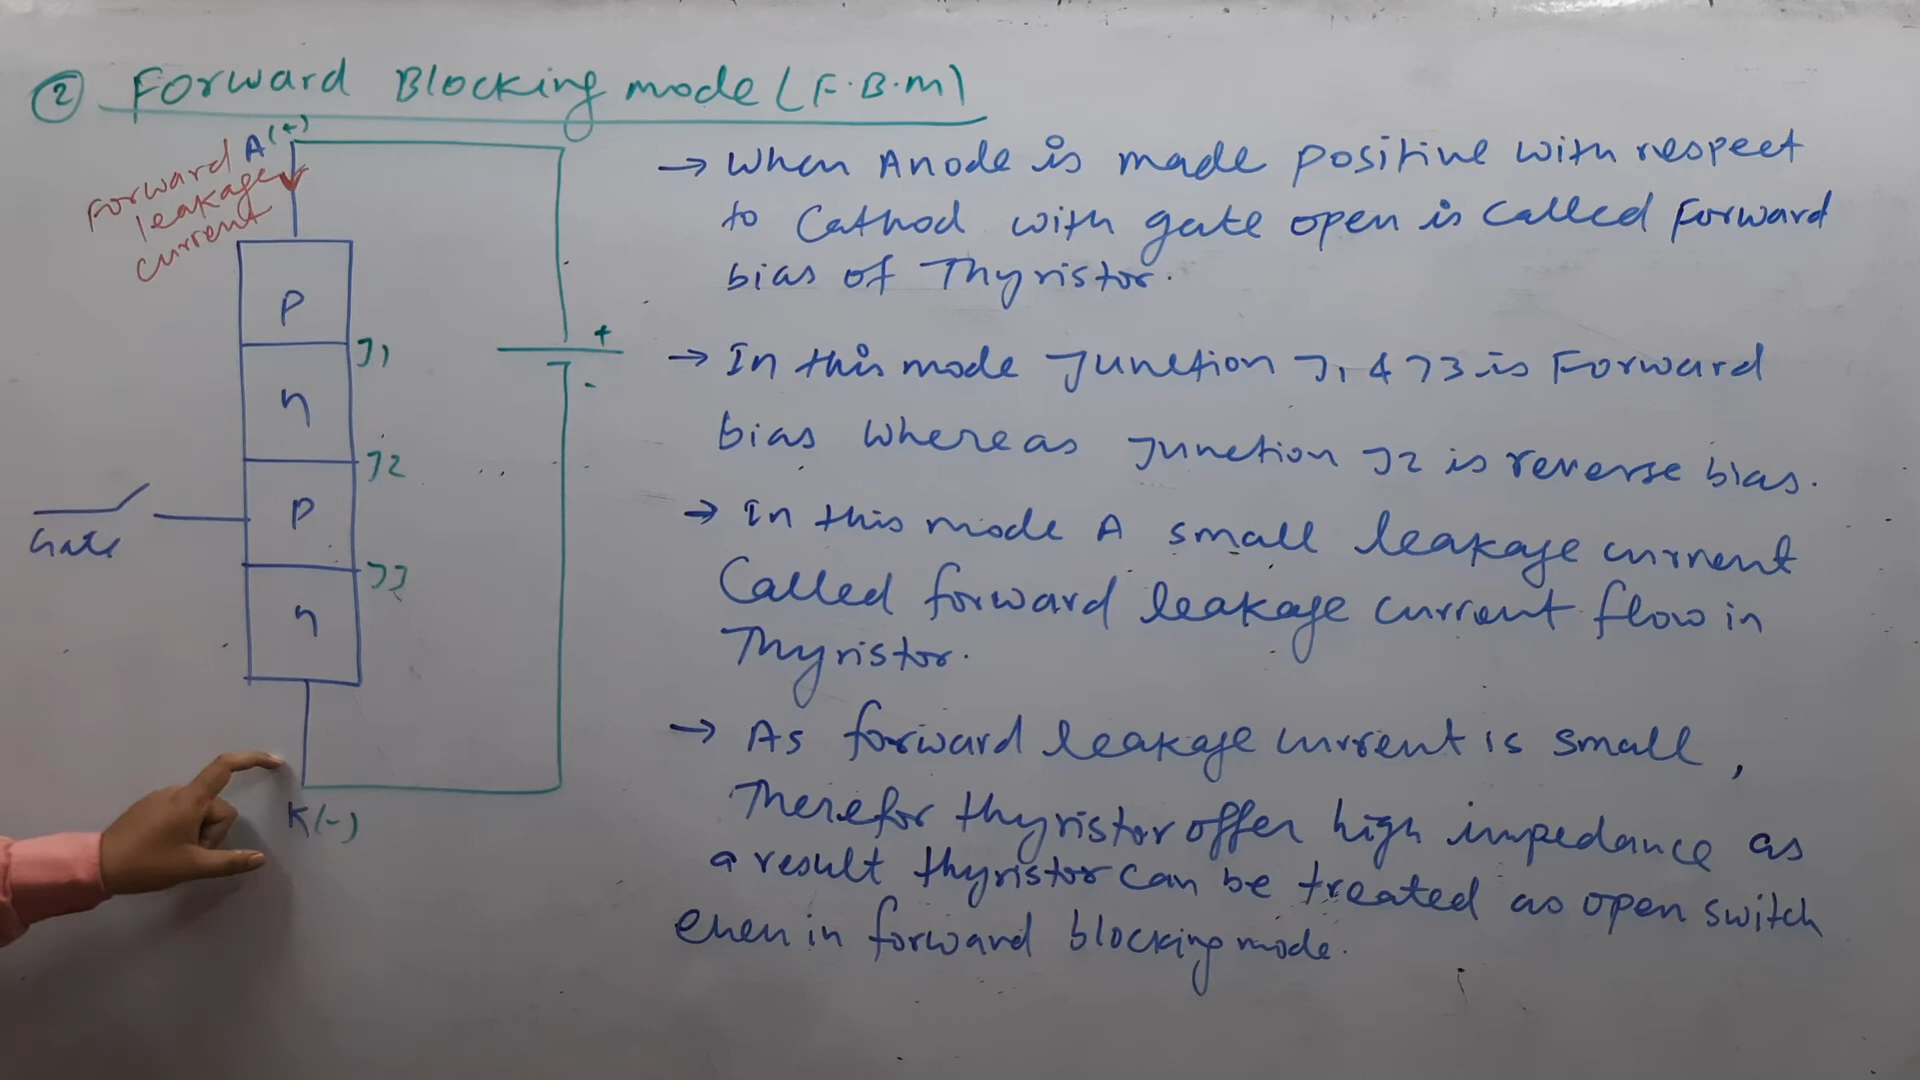 ② Forward Blocking mode (F.B.M)
A(+)
Forward
leakage
current
P
J1
n
J2
P
J3
n
Gate
K(-)
+
-
→ When Anode is made positive with respect
to Cathod with gate open is called forward
bias of Thyristor.
→ In this mode Junction J1 & J3 is Forward
bias whereas Junction J2 is reverse bias.
→ In this mode A small leakage current
Called forward leakage current flow in
Thyristor.
→ As forward leakage current is small,
Therefor thyristor offer high impedance as
a result thyristor can be treated as open switch
even in forward blocking mode.